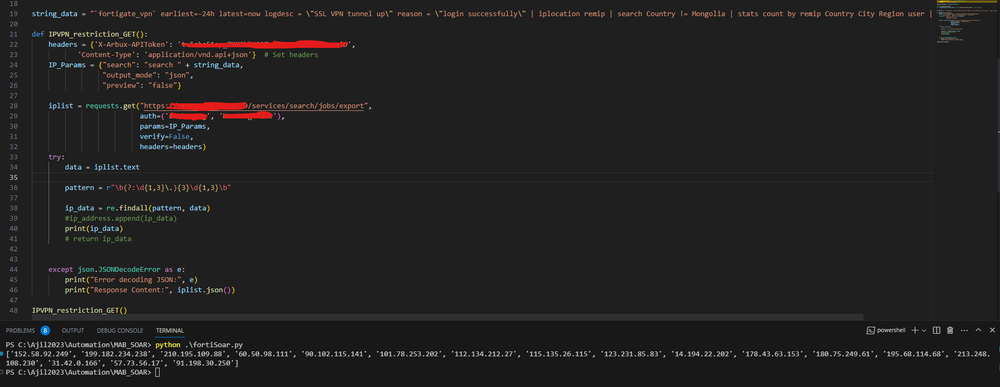 18
19 string_data = "`fortigate_vpn` earliest=-24h latest=now logdesc = \"SSL VPN tunnel up\" reason = \"login successfully\" | iplocation remip | search Country != Mongolia | stats count by remip Country City Region user |
20
21 def IPVPN_restriction_GET():
22 headers = {'X-Arbux-APIToken': ' ',
23 'Content-Type': 'application/vnd.api+json'} # Set headers
24 IP_Params = {"search": "search " + string_data,
25 "output_mode": "json",
26 "preview": "false"}
27
28 iplist = requests.get("https: /services/search/jobs/export",
29 auth=(' ', ' '),
30 params=IP_Params,
31 verify=False,
32 headers=headers)
33 try:
34 data = iplist.text
35
36 pattern = r"\b(?:\d{1,3}\.){3}\d{1,3}\b"
37
38 ip_data = re.findall(pattern, data)
39 #ip_address.append(ip_data)
40 print(ip_data)
41 # return ip_data
42
43
44 except json.JSONDecodeError as e:
45 print("Error decoding JSON:", e)
46 print("Response Content:", iplist.json())
47
48 IPVPN_restriction_GET()
PROBLEMS 8 OUTPUT DEBUG CONSOLE TERMINAL powershell
PS C:\Ajil2023\Automation\MAB_SOAR> python .\fortiSoar.py
['152.58.92.249', '199.182.234.238', '210.195.109.88', '60.50.98.111', '90.102.115.141', '101.78.253.202', '112.134.212.27', '115.135.26.115', '123.231.85.83', '14.194.22.202', '178.43.63.153', '180.75.249.61', '195.68.114.68', '213.248.
108.230', '31.42.0.166', '57.73.56.17', '91.198.30.250']
PS C:\Ajil2023\Automation\MAB_SOAR>